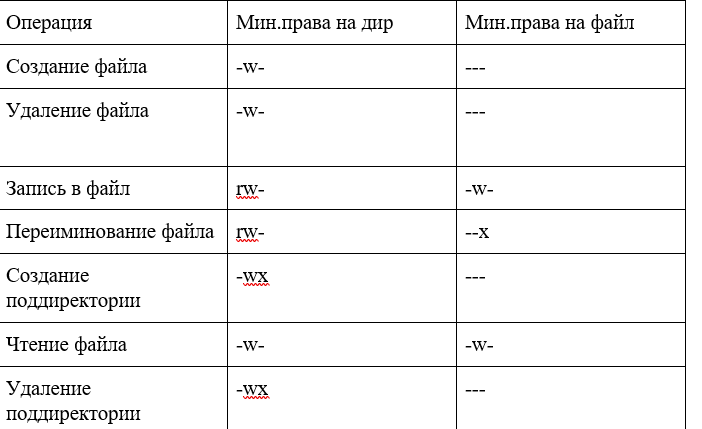 Операция Мин.права на дир Мин.права на файл
Создание файла -w- ---
Удаление файла -w- ---
Запись в файл rw- -w-
Переиминование файла rw- --x
Создание -wx ---
поддиректории
Чтение файла -w- -w-
Удаление -wx ---
поддиректории